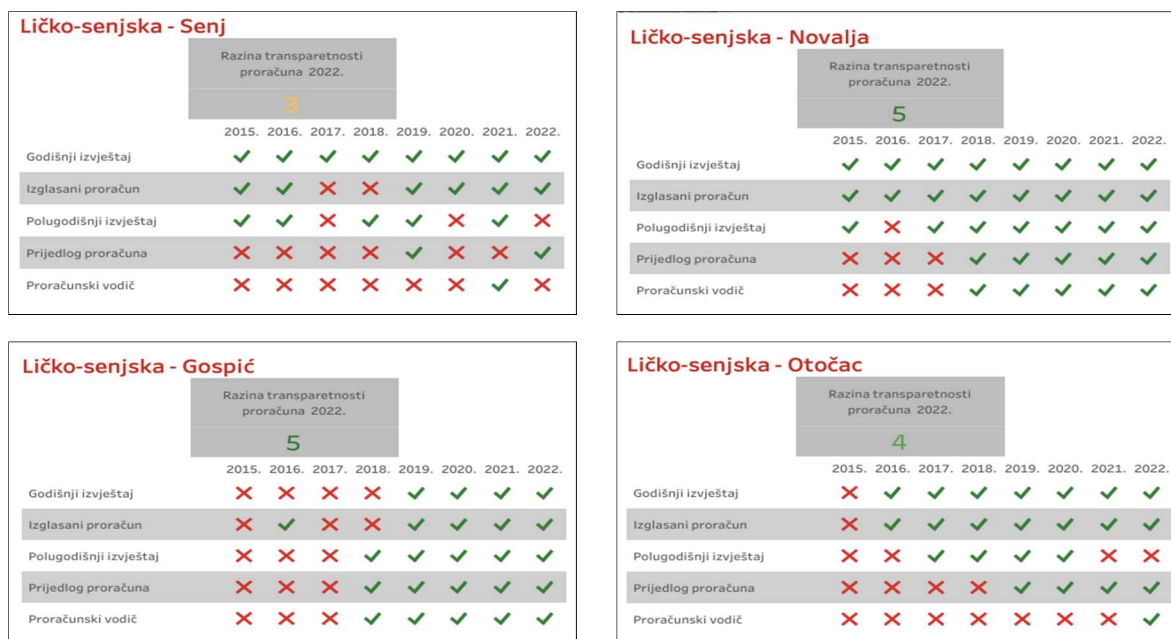 Ličko-senjska - Senj
Razina transparetnosti
proračuna 2022.
3
2015. 2016. 2017. 2018. 2019. 2020. 2021. 2022.
Godišnji izvještaj ✓ ✓ ✓ ✓ ✓ ✓ ✓ ✓
Izglasani proračun ✓ ✓ ✗ ✗ ✓ ✓ ✓ ✓
Polugodišnji izvještaj ✓ ✓ ✗ ✓ ✓ ✗ ✓ ✗
Prijedlog proračuna ✗ ✗ ✗ ✗ ✓ ✗ ✗ ✓
Proračunski vodič ✗ ✗ ✗ ✗ ✗ ✗ ✓ ✗
Ličko-senjska - Novalja
Razina transparetnosti
proračuna 2022.
5
2015. 2016. 2017. 2018. 2019. 2020. 2021. 2022.
Godišnji izvještaj ✓ ✓ ✓ ✓ ✓ ✓ ✓ ✓
Izglasani proračun ✓ ✓ ✓ ✓ ✓ ✓ ✓ ✓
Polugodišnji izvještaj ✓ ✗ ✓ ✓ ✓ ✓ ✓ ✓
Prijedlog proračuna ✗ ✗ ✗ ✓ ✓ ✓ ✓ ✓
Proračunski vodič ✗ ✗ ✗ ✓ ✓ ✓ ✓ ✓
Ličko-senjska - Gospić
Razina transparetnosti
proračuna 2022.
5
2015. 2016. 2017. 2018. 2019. 2020. 2021. 2022.
Godišnji izvještaj ✗ ✗ ✗ ✗ ✓ ✓ ✓ ✓
Izglasani proračun ✗ ✓ ✗ ✗ ✓ ✓ ✓ ✓
Polugodišnji izvještaj ✗ ✗ ✗ ✓ ✓ ✓ ✓ ✓
Prijedlog proračuna ✗ ✗ ✗ ✓ ✓ ✓ ✓ ✓
Proračunski vodič ✗ ✗ ✗ ✓ ✓ ✓ ✓ ✓
Ličko-senjska - Otočac
Razina transparetnosti
proračuna 2022.
4
2015. 2016. 2017. 2018. 2019. 2020. 2021. 2022.
Godišnji izvještaj ✗ ✓ ✓ ✓ ✓ ✓ ✓ ✓
Izglasani proračun ✗ ✓ ✓ ✓ ✓ ✓ ✓ ✓
Polugodišnji izvještaj ✗ ✗ ✓ ✓ ✓ ✓ ✗ ✗
Prijedlog proračuna ✗ ✗ ✗ ✗ ✓ ✓ ✓ ✓
Proračunski vodič ✗ ✗ ✗ ✗ ✗ ✗ ✗ ✓